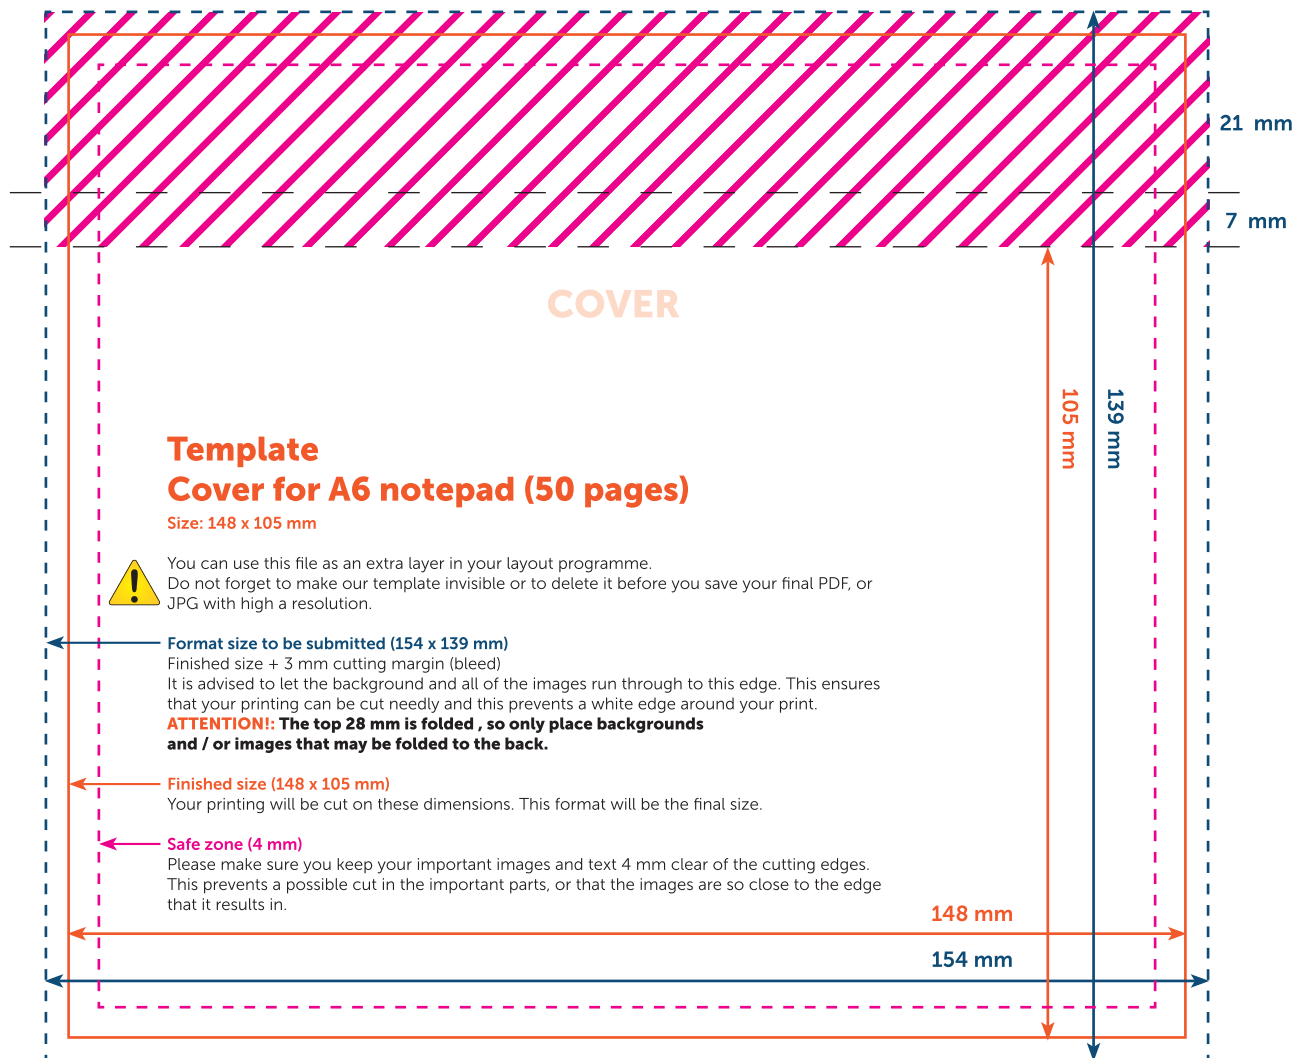 21 mm
7 mm
COVER
105 mm
139 mm
Template
Cover for A6 notepad (50 pages)
Size: 148 x 105 mm
You can use this file as an extra layer in your layout programme.
Do not forget to make our template invisible or to delete it before you save your final PDF, or
JPG with high a resolution.
Format size to be submitted (154 x 139 mm)
Finished size + 3 mm cutting margin (bleed)
It is advised to let the background and all of the images run through to this edge. This ensures
that your printing can be cut needly and this prevents a white edge around your print.
ATTENTION!: The top 28 mm is folded , so only place backgrounds
and / or images that may be folded to the back.
Finished size (148 x 105 mm)
Your printing will be cut on these dimensions. This format will be the final size.
Safe zone (4 mm)
Please make sure you keep your important images and text 4 mm clear of the cutting edges.
This prevents a possible cut in the important parts, or that the images are so close to the edge
that it results in.
148 mm
154 mm